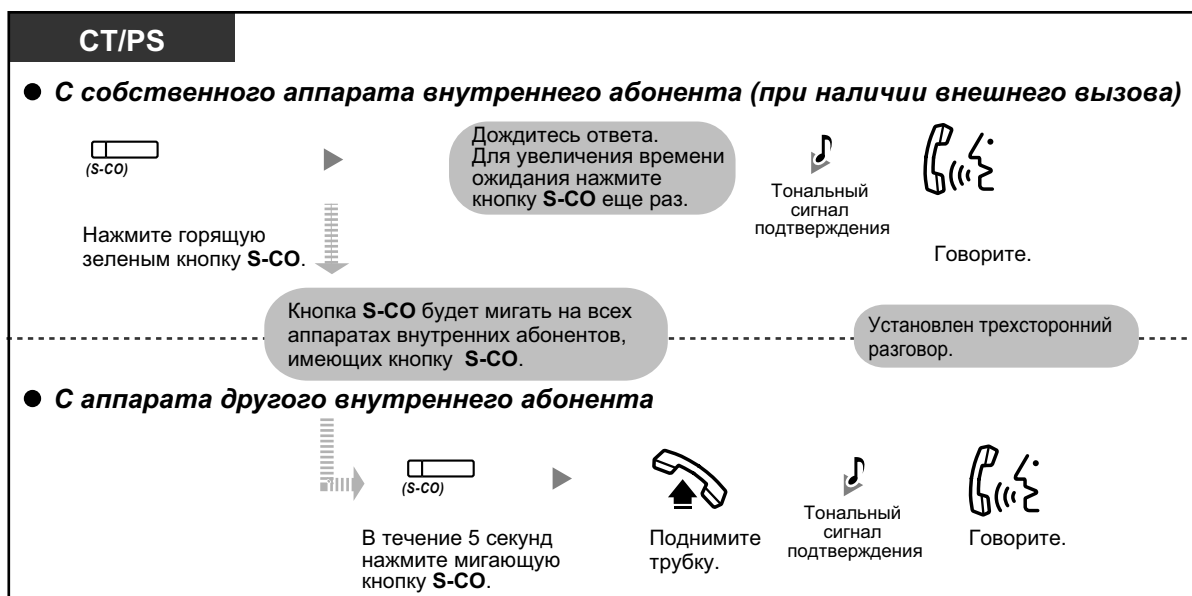 CT/PS
● С собственного аппарата внутреннего абонента (при наличии внешнего вызова)
(S-CO)
Нажмите горящую
зеленым кнопку S-CO.
Дождитесь ответа.
Для увеличения времени
ожидания нажмите
кнопку S-CO еще раз.
Тональный
сигнал
подтверждения
Говорите.
Кнопка S-CO будет мигать на всех
аппаратах внутренних абонентов,
имеющих кнопку S-CO.
Установлен трехсторонний
разговор.
● С аппарата другого внутреннего абонента
(S-CO)
В течение 5 секунд
нажмите мигающую
кнопку S-CO.
Поднимите
трубку.
Тональный
сигнал
подтверждения
Говорите.